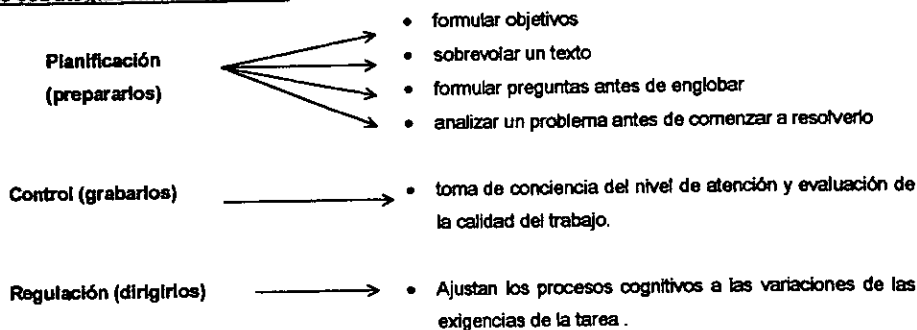 • formular objetivos
Planificación
• sobrevolar un texto
(prepararlos)
• formular preguntas antes de englobar
• analizar un problema antes de comenzar a resolverlo
Control (grabarlos)
• toma de conciencia del nivel de atención y evaluación de
la calidad del trabajo.
Regulación (dirigirlos)
• Ajustan los procesos cognitivos a las variaciones de las
exigencias de la tarea .